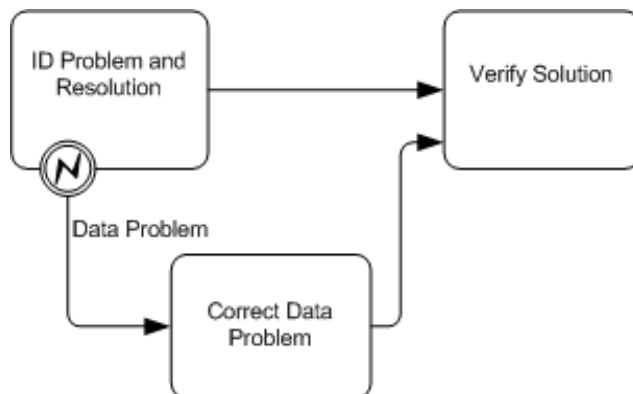 ID Problem and
Resolution
Verify Solution
Data Problem
Correct Data
Problem